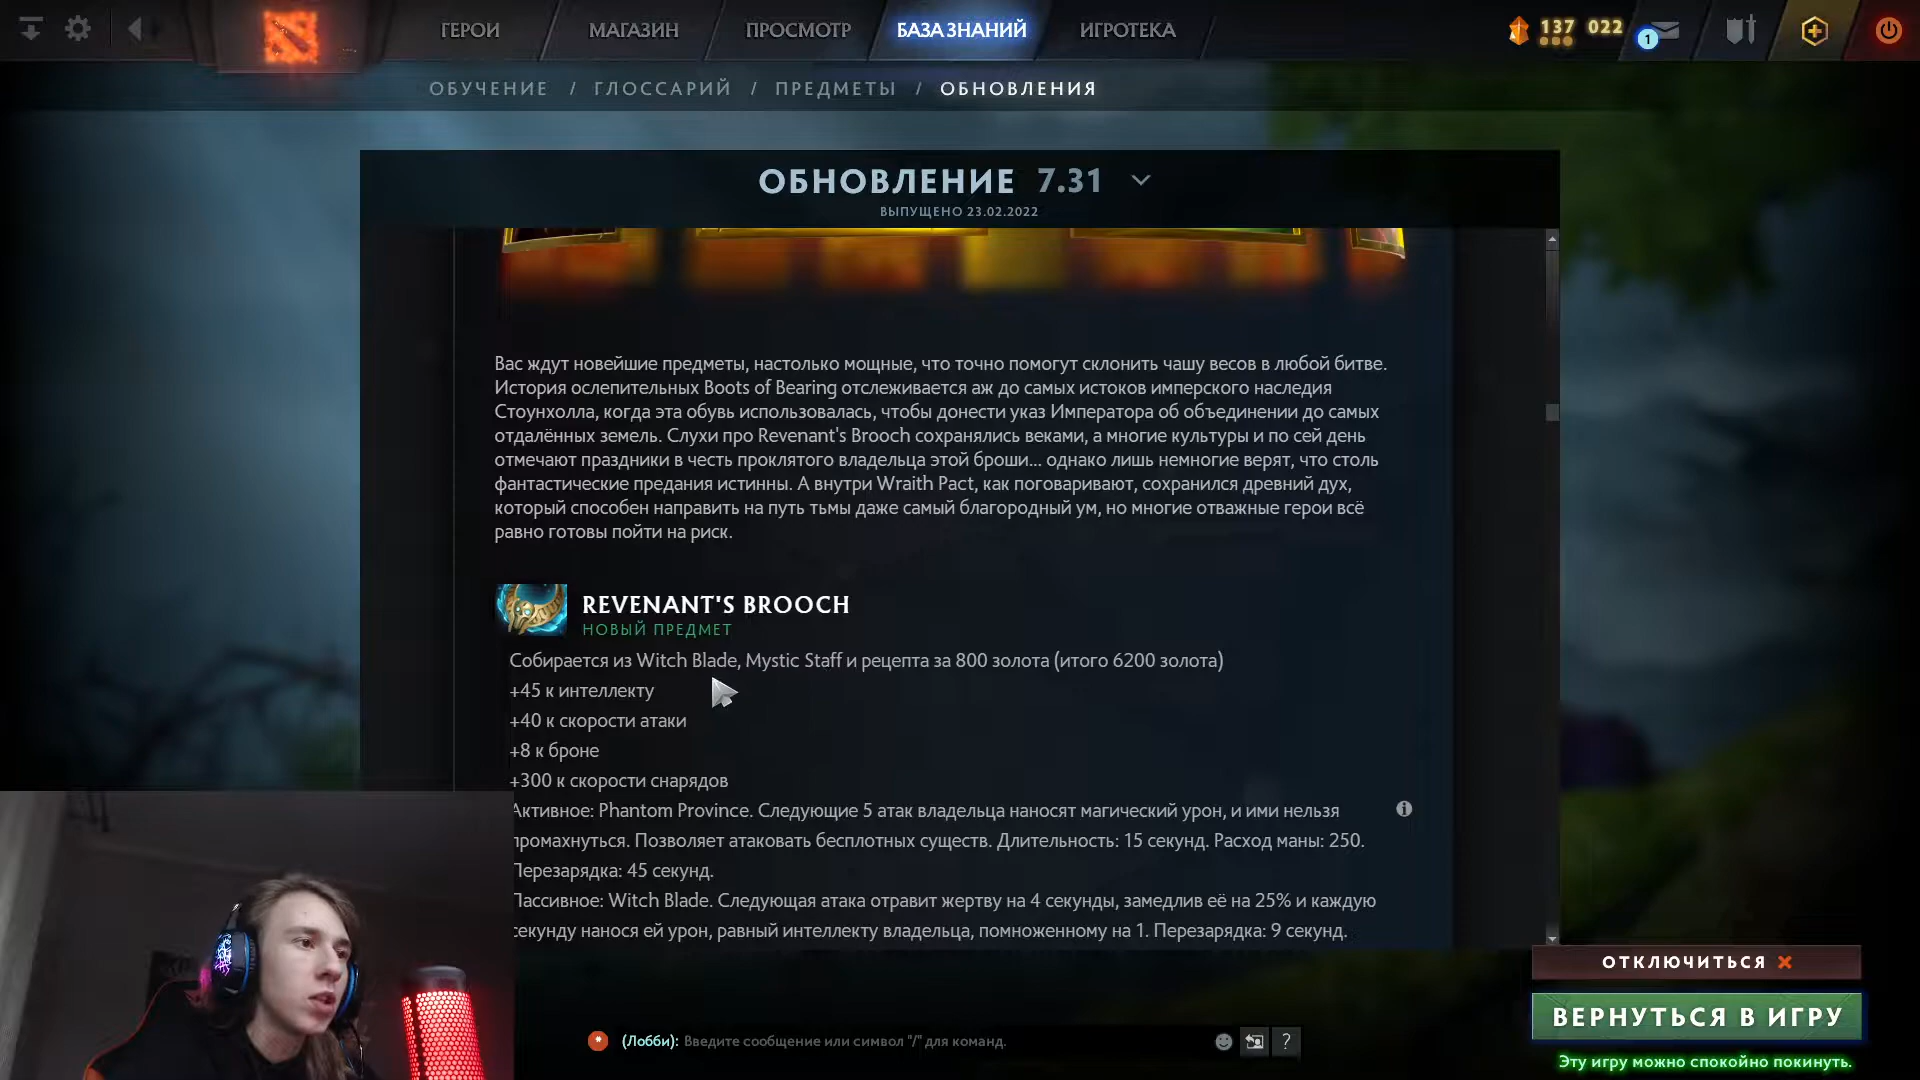 ГЕРОИ
МАГАЗИН
ПРОСМОТР
БАЗА ЗНАНИЙ
ИГРОТЕКА
137 022
1
ОБУЧЕНИЕ / ГЛОССАРИЙ / ПРЕДМЕТЫ / ОБНОВЛЕНИЯ
ОБНОВЛЕНИЕ 7.31
ВЫПУЩЕНО 23.02.2022
Вас ждут новейшие предметы, настолько мощные, что точно помогут склонить чашу весов в любой битве.
История ослепительных Boots of Bearing отслеживается аж до самых истоков имперского наследия
Стоунхолла, когда эта обувь использовалась, чтобы донести указ Императора об объединении до самых
отдалённых земель. Слухи про Revenant's Brooch сохранялись веками, а многие культуры и по сей день
отмечают праздники в честь проклятого владельца этой броши... однако лишь немногие верят, что столь
фантастические предания истинны. А внутри Wraith Pact, как поговаривают, сохранился древний дух,
который способен направить на путь тьмы даже самый благородный ум, но многие отважные герои всё
равно готовы пойти на риск.
REVENANT'S BROOCH
НОВЫЙ ПРЕДМЕТ
Собирается из Witch Blade, Mystic Staff и рецепта за 800 золота (итого 6200 золота)
+45 к интеллекту
+40 к скорости атаки
+8 к броне
+300 к скорости снарядов
Активное: Phantom Province. Следующие 5 атак владельца наносят магический урон, и ими нельзя
промахнуться. Позволяет атаковать бесплотных существ. Длительность: 15 секунд. Расход маны: 250.
Перезарядка: 45 секунд.
Пассивное: Witch Blade. Следующая атака отравит жертву на 4 секунды, замедлив её на 25% и каждую
секунду нанося ей урон, равный интеллекту владельца, помноженному на 1. Перезарядка: 9 секунд.
ОТКЛЮЧИТЬСЯ
ВЕРНУТЬСЯ В ИГРУ
Эту игру можно спокойно покинуть.
(Лобби): Введите сообщение или символ "/" для команд.
?